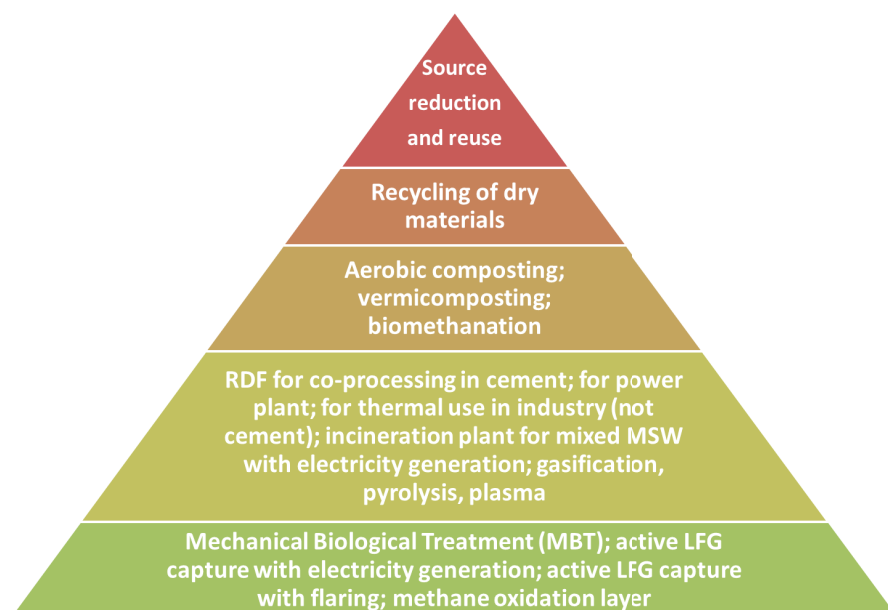 Source
reduction
and reuse
Recycling of dry
materials
Aerobic composting;
vermicomposting;
biomethanation
RDF for co-processing in cement; for power
plant; for thermal use in industry (not
cement); incineration plant for mixed MSW
with electricity generation; gasification,
pyrolysis, plasma
Mechanical Biological Treatment (MBT); active LFG
capture with electricity generation; active LFG capture
with flaring; methane oxidation layer